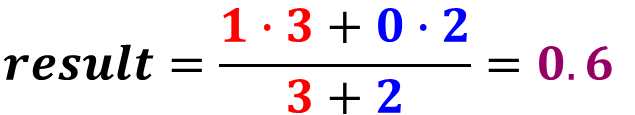 result = (1 · 3 + 0 · 2) / (3 + 2) = 0.6